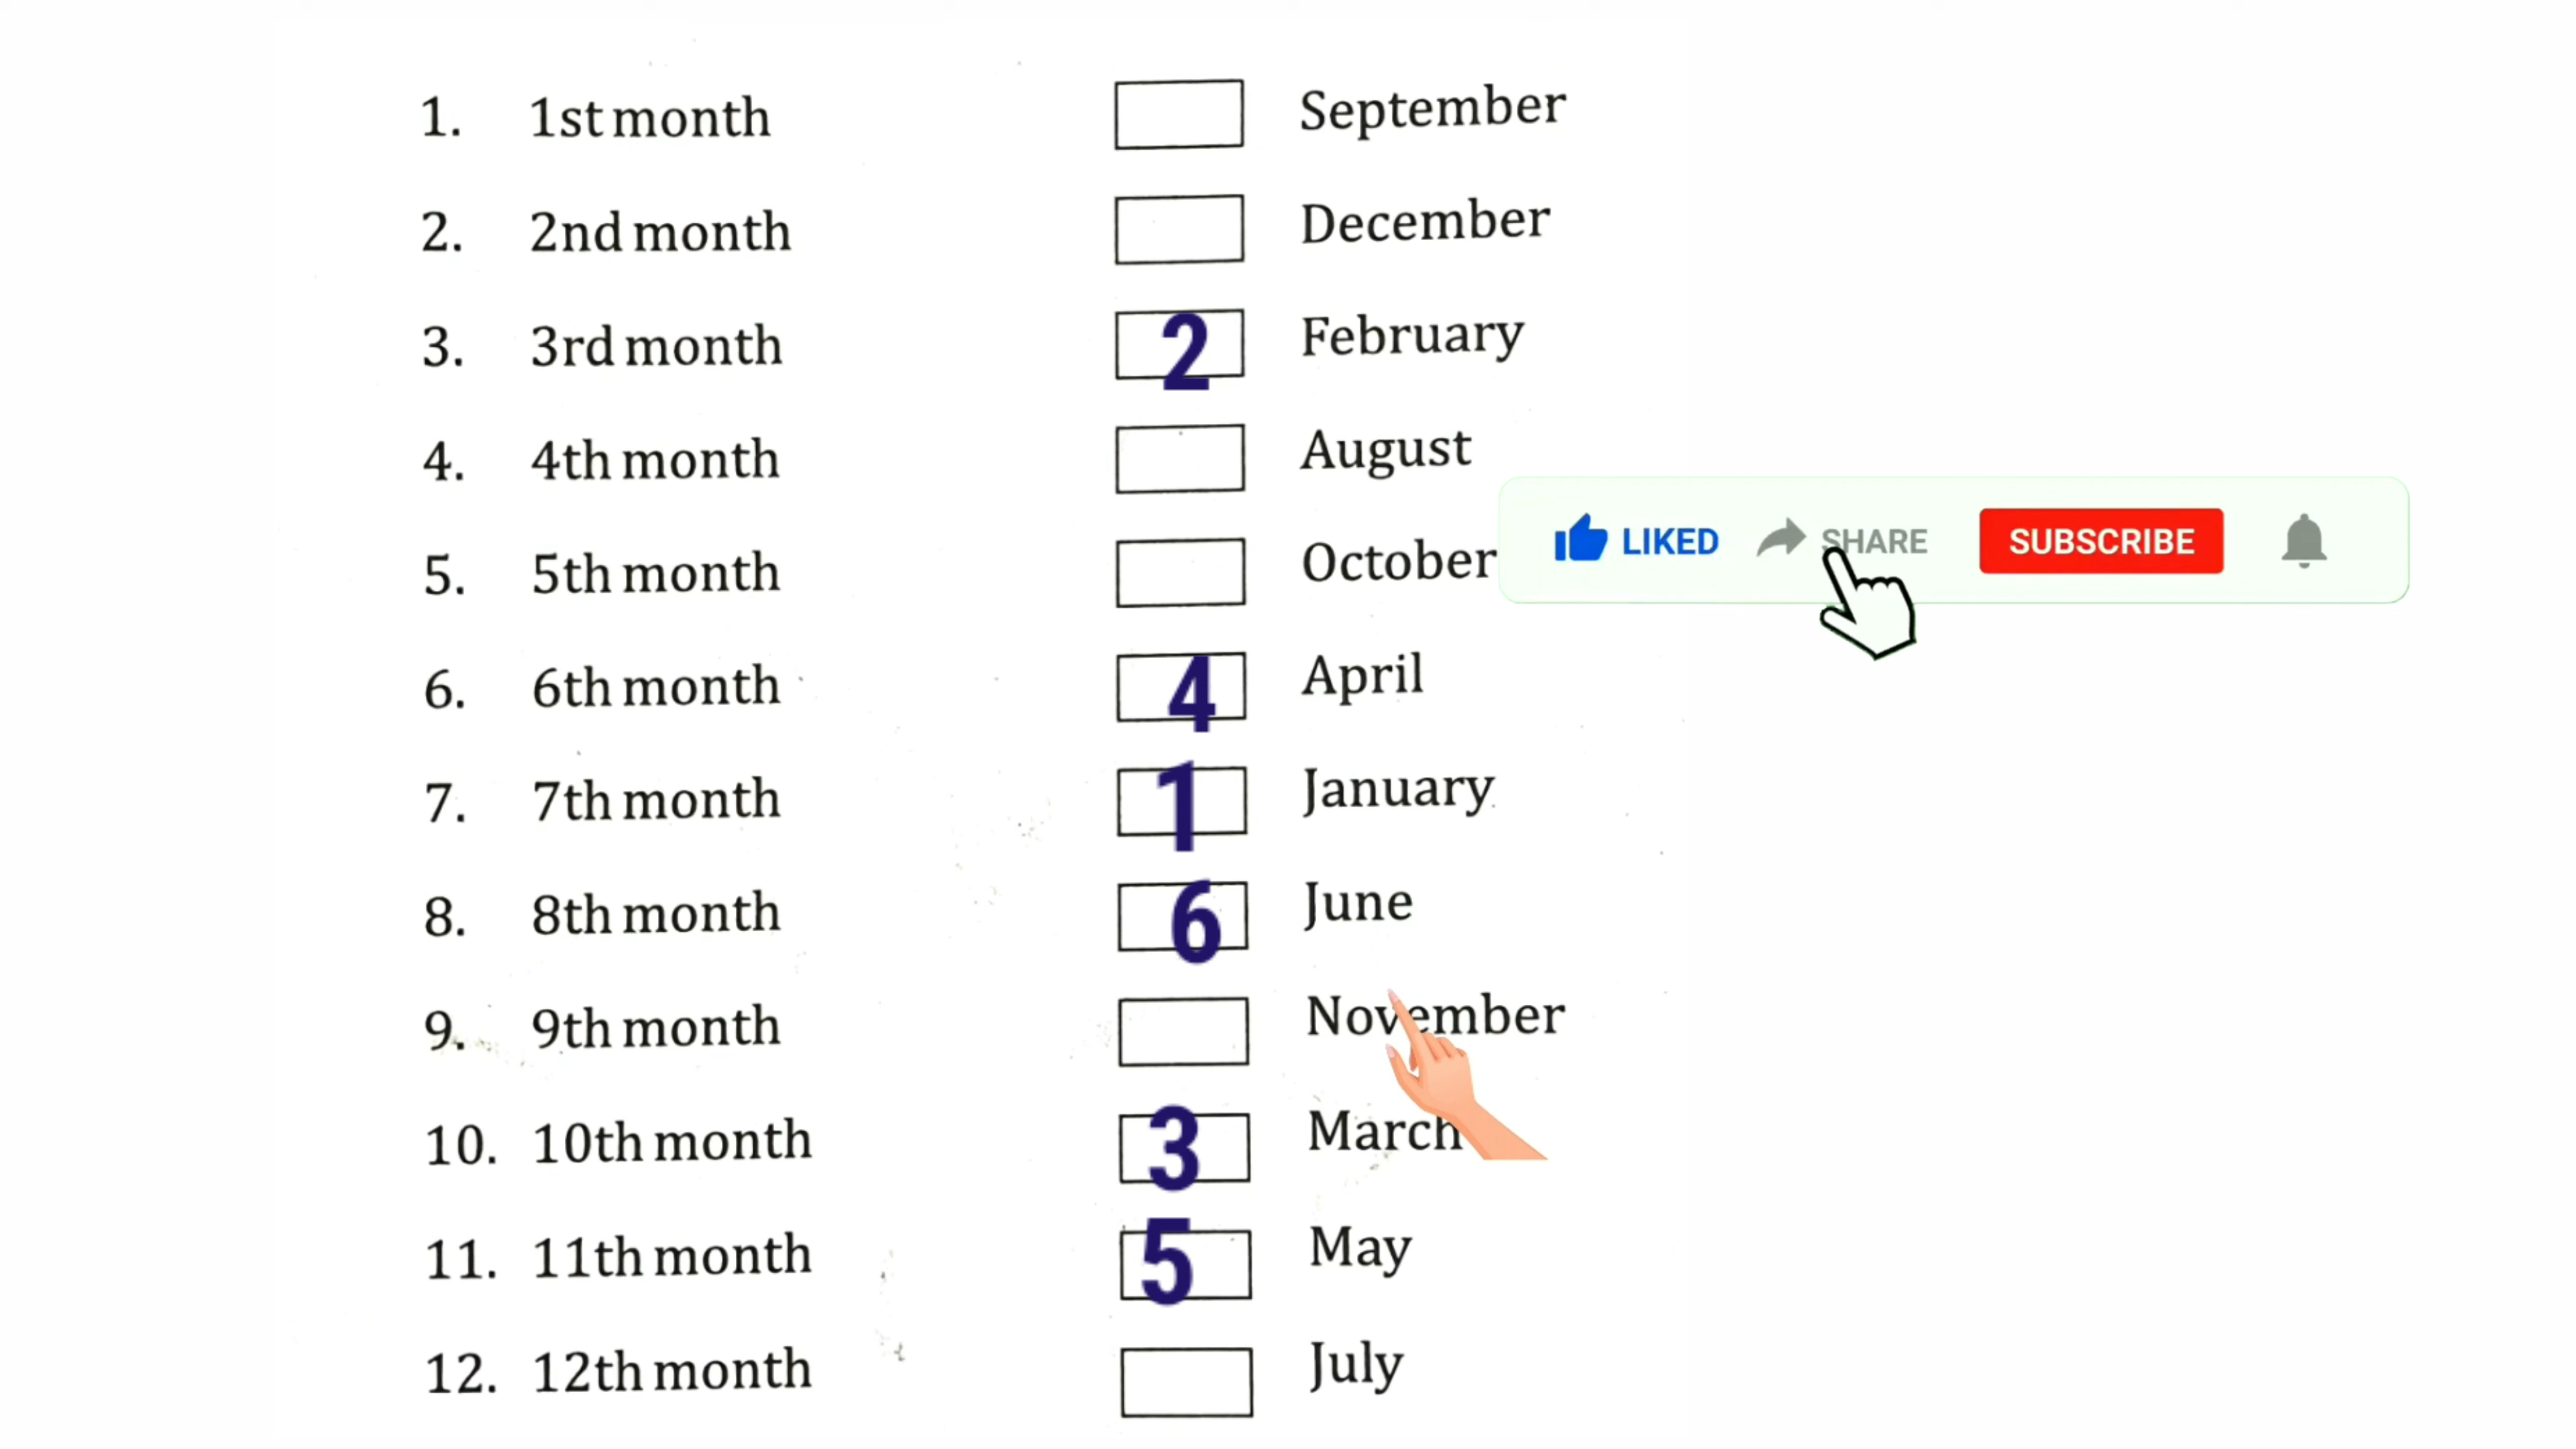 1. 1st month September
2. 2nd month December
3. 3rd month 2 February
4. 4th month August
5. 5th month October
LIKED SHARE SUBSCRIBE
6. 6th month 4 April
7. 7th month 1 January
8. 8th month 6 June
9. 9th month November
10. 10th month 3 March
11. 11th month 5 May
12. 12th month July